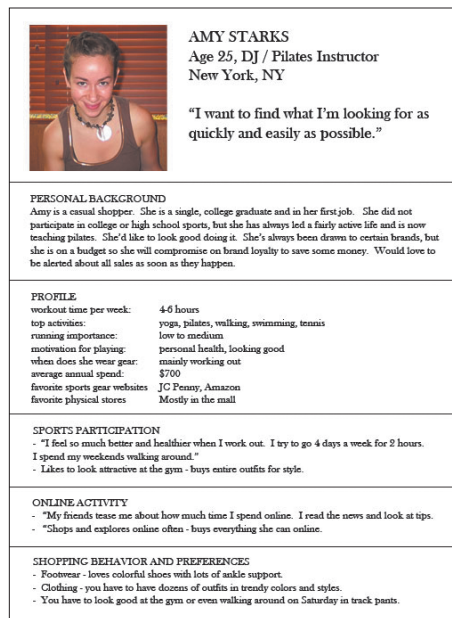 AMY STARKS
Age 25, DJ / Pilates Instructor
New York, NY
“I want to find what I’m looking for as
quickly and easily as possible.”
PERSONAL BACKGROUND
Amy is a casual shopper. She is a single, college graduate and in her first job. She did not
participate in college or high school sports, but she has always led a fairly active life and is now
teaching pilates. She’d like to look good doing it. She’s always been drawn to certain brands, but
she is on a budget so she will compromise on brand loyalty to save some money. Would love to
be alerted about all sales as soon as they happen.
PROFILE
workout time per week: 4-6 hours
top activities: yoga, pilates, walking, swimming, tennis
running importance: low to medium
motivation for playing: personal health, looking good
when does she wear gear: mainly working out
average annual spend: $700
favorite sports gear websites JC Penny, Amazon
favorite physical stores Mostly in the mall
SPORTS PARTICIPATION
- “I feel so much better and healthier when I work out. I try to go 4 days a week for 2 hours.
I spend my weekends walking around.”
- Likes to look attractive at the gym - buys entire outfits for style.
ONLINE ACTIVITY
- “My friends tease me about how much time I spend online. I read the news and look at tips.
- “Shops and explores online often - buys everything she can online.
SHOPPING BEHAVIOR AND PREFERENCES
- Footwear - loves colorful shoes with lots of ankle support.
- Clothing - you have to have dozens of outfits in trendy colors and styles.
- You have to look good at the gym or even walking around on Saturday in track pants.